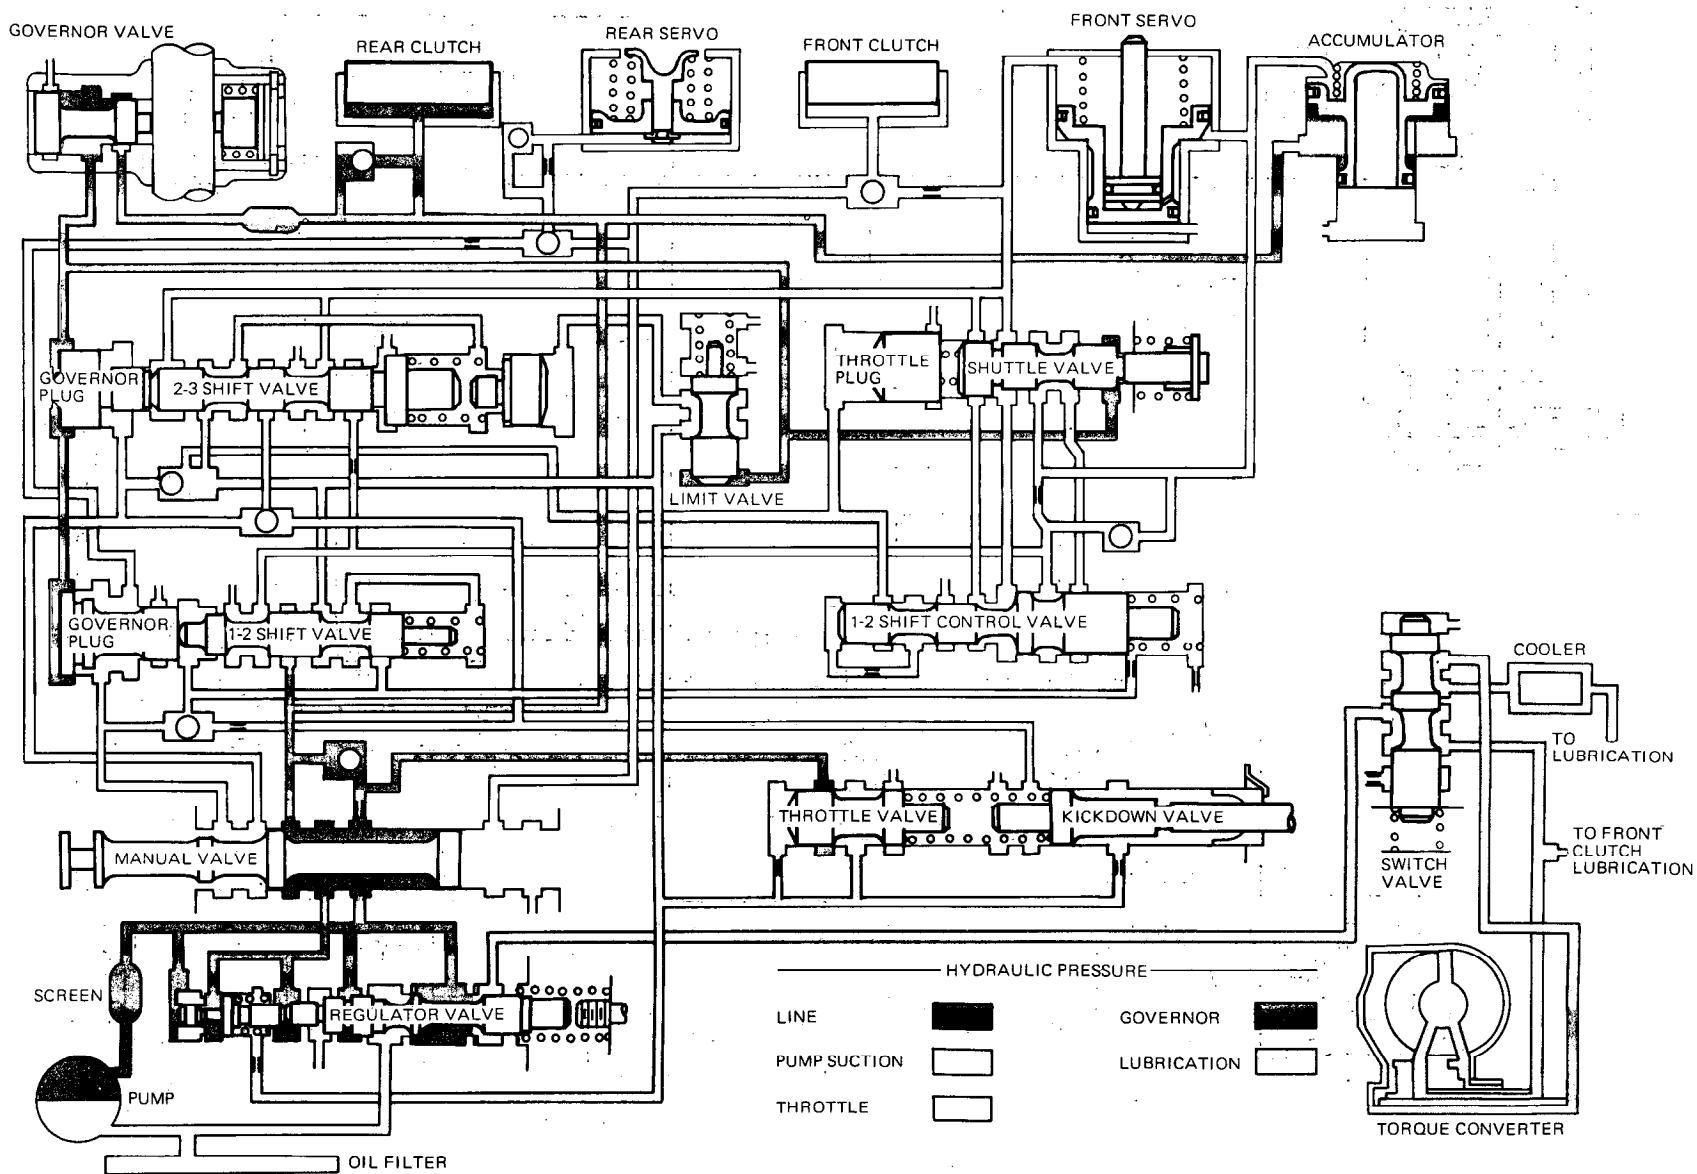 GOVERNOR VALVE
REAR CLUTCH
REAR SERVO
FRONT CLUTCH
FRONT SERVO
ACCUMULATOR
GOVERNOR
PLUG
2-3 SHIFT VALVE
THROTTLE
PLUG
SHUTTLE VALVE
LIMIT VALVE
GOVERNOR
PLUG
1-2 SHIFT VALVE
1-2 SHIFT CONTROL VALVE
COOLER
TO
LUBRICATION
MANUAL VALVE
THROTTLE VALVE
KICKDOWN VALVE
SWITCH
VALVE
TO FRONT
CLUTCH
LUBRICATION
SCREEN
REGULATOR VALVE
HYDRAULIC PRESSURE
LINE
GOVERNOR
PUMP SUCTION
LUBRICATION
THROTTLE
PUMP
TORQUE CONVERTER
OIL FILTER